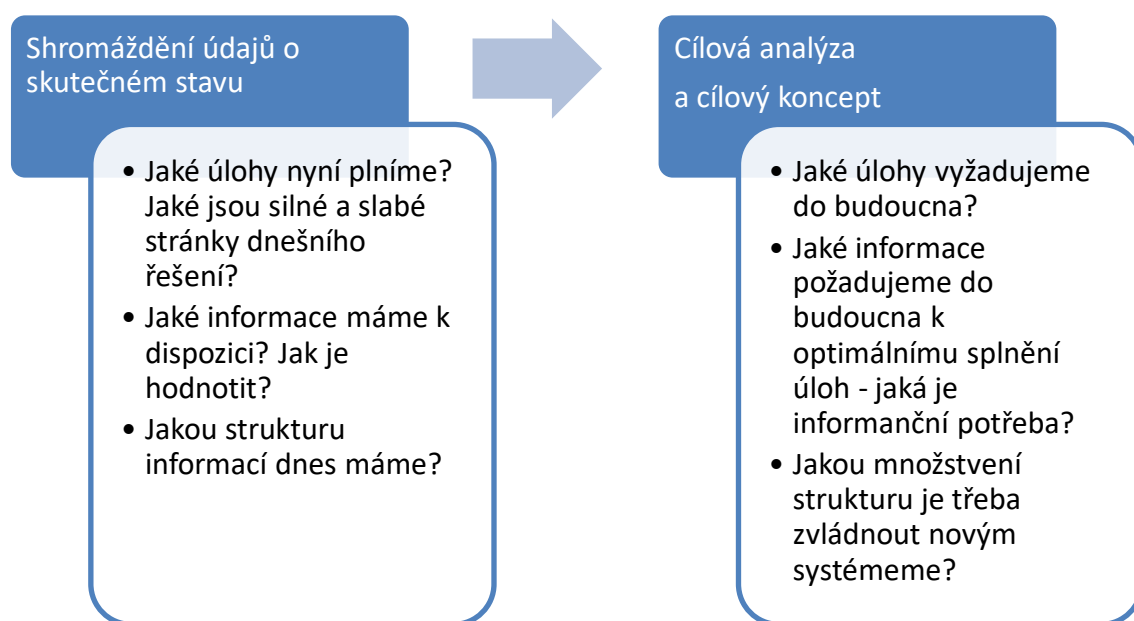 Shromáždění údajů o
skutečném stavu
• Jaké úlohy nyní plníme?
Jaké jsou silné a slabé
stránky dnešního
řešení?
• Jaké informace máme k
dispozici? Jak je
hodnotit?
• Jakou strukturu
informací dnes máme?
Cílová analýza
a cílový koncept
• Jaké úlohy vyžadujeme
do budoucna?
• Jaké informace
požadujeme do
budoucna k
optimálnímu splnění
úloh - jaká je
informanční potřeba?
• Jakou množstvení
strukturu je třeba
zvládnout novým
systémeme?